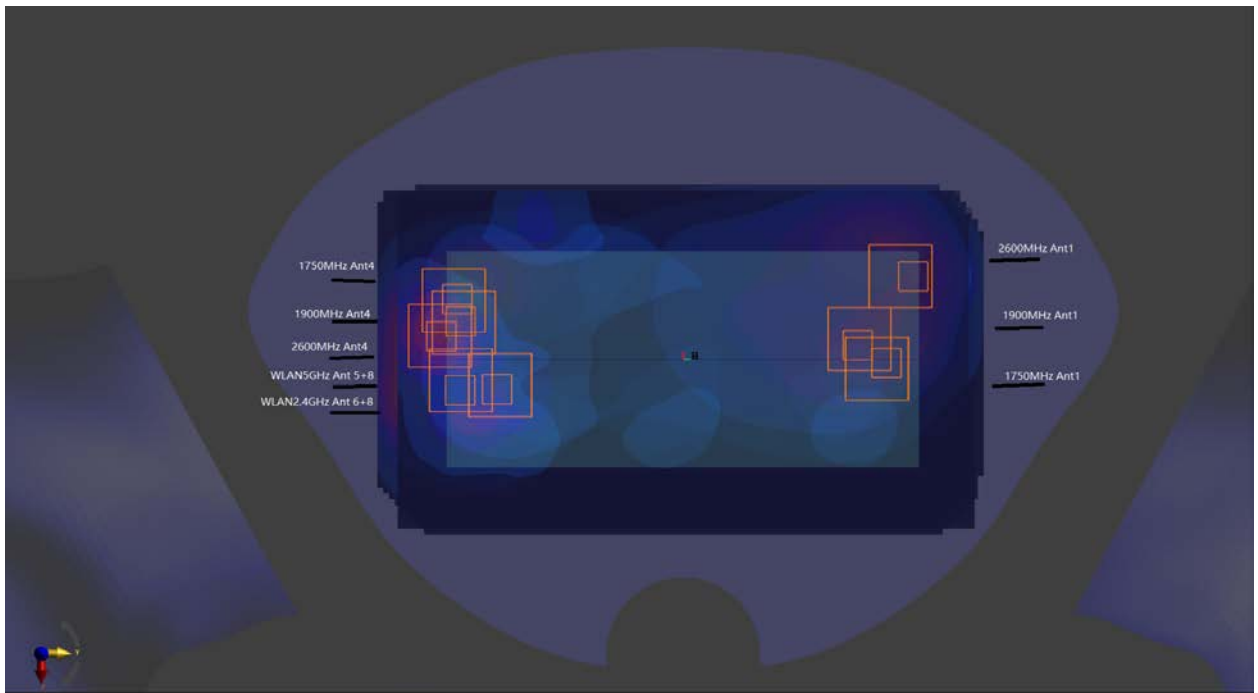 1750MHz Ant4
1900MHz Ant4
2600MHz Ant4
WLAN5GHz Ant 5+8
WLAN2.4GHz Ant 6+8
2600MHz Ant1
1900MHz Ant1
1750MHz Ant1